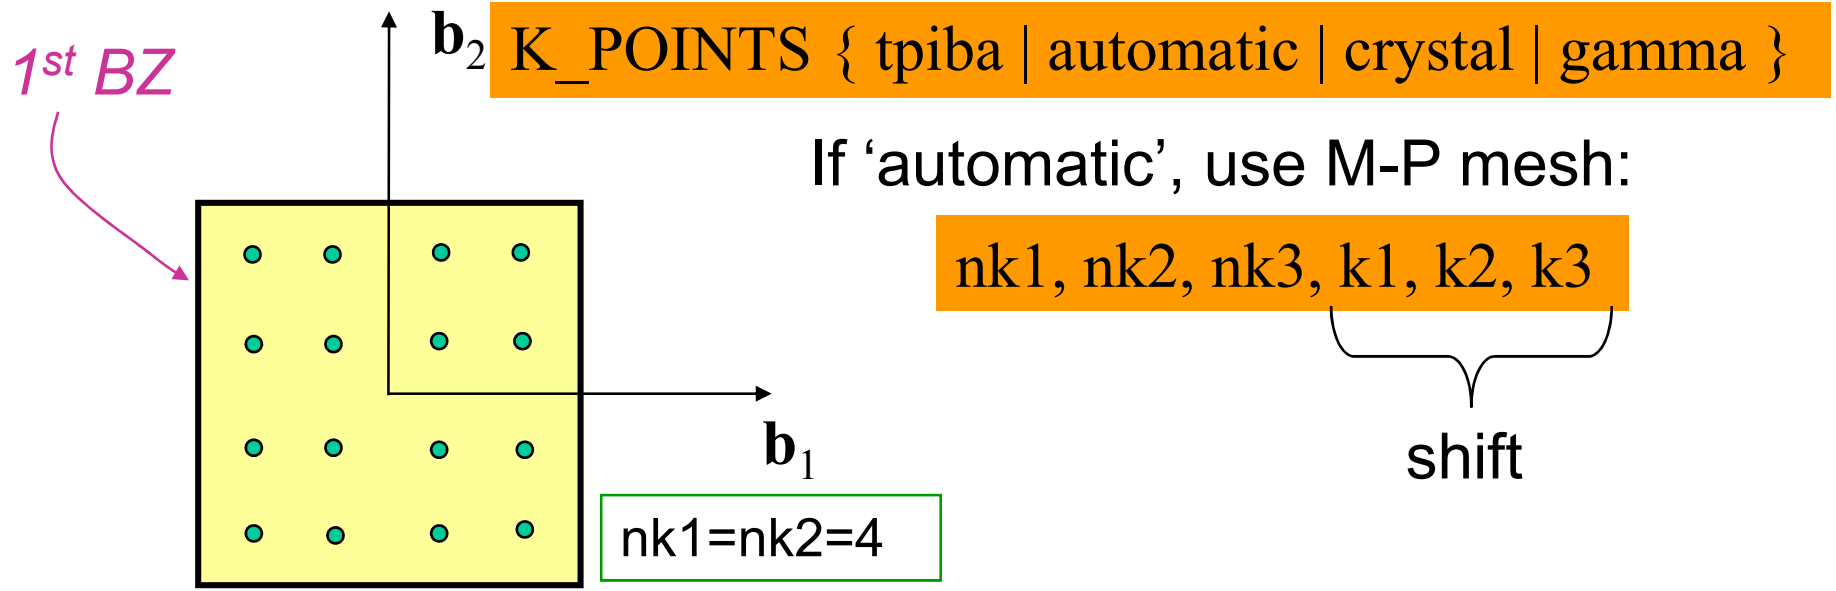 1st BZ
b2
K_POINTS { tpiba | automatic | crystal | gamma }
If ‘automatic’, use M-P mesh:
nk1, nk2, nk3, k1, k2, k3
shift
b1
nk1=nk2=4